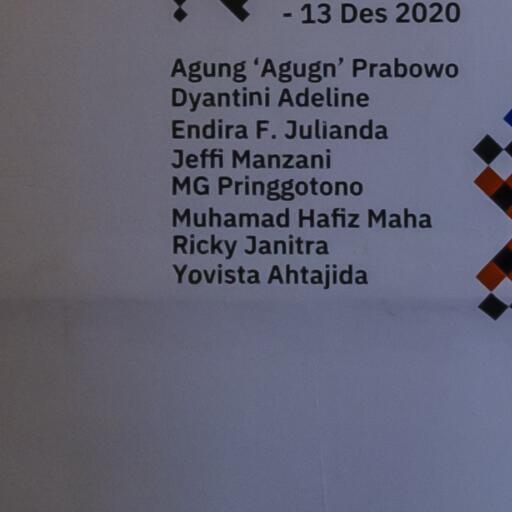 - 13 Des 2020
Agung ‘Agugn’ Prabowo
Dyantini Adeline
Endira F. Julianda
Jeffi Manzani
MG Pringgotono
Muhamad Hafiz Maha
Ricky Janitra
Yovista Ahtajida